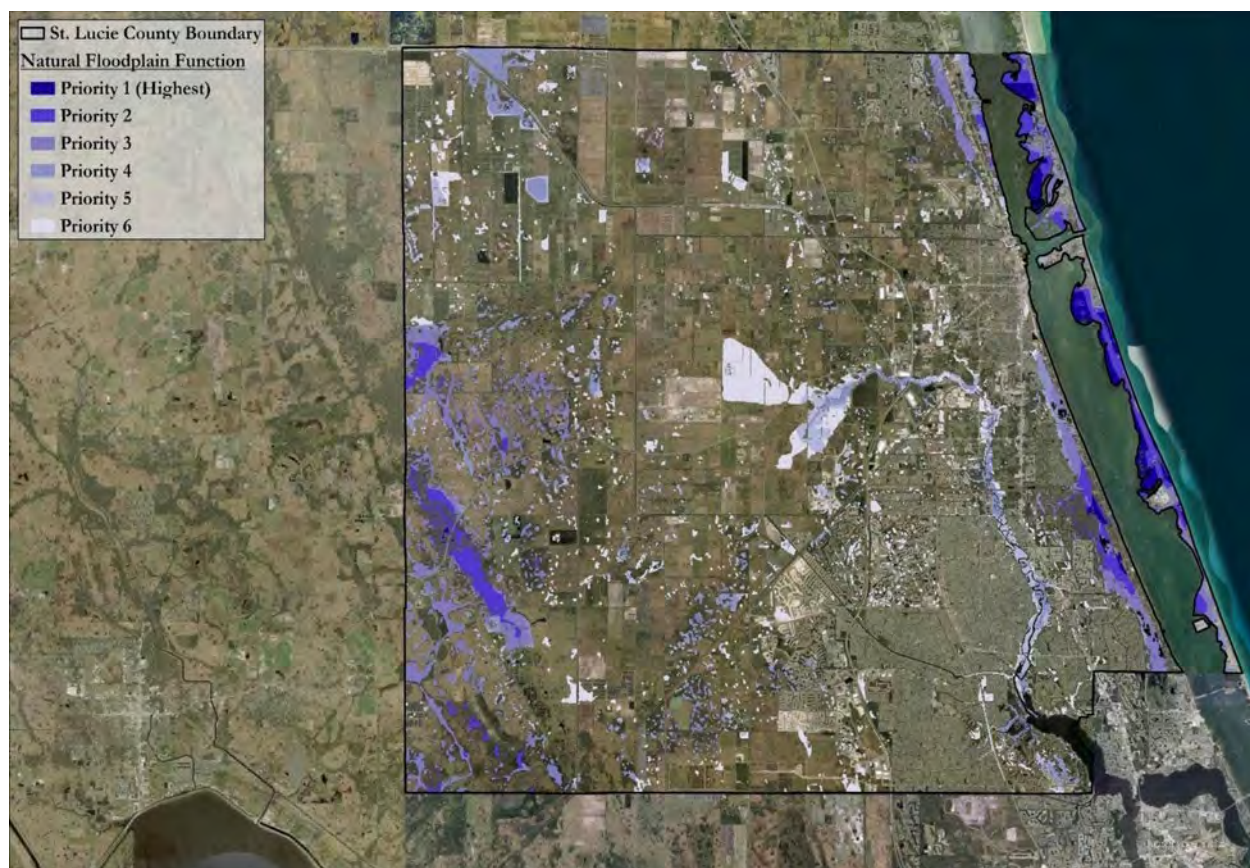 St. Lucie County Boundary
Natural Floodplain Function
Priority 1 (Highest)
Priority 2
Priority 3
Priority 4
Priority 5
Priority 6